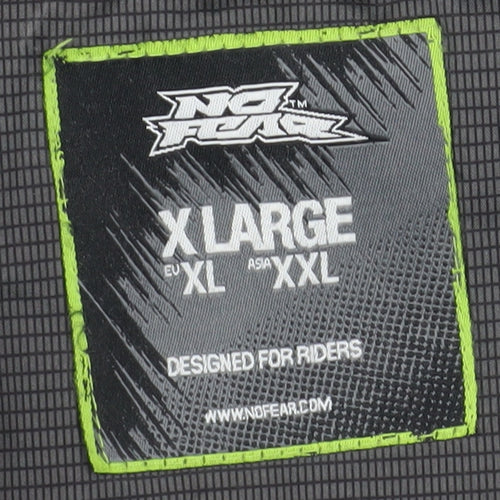 NO
FEAR™
X LARGE
EU XL ASIA XXL
DESIGNED FOR RIDERS
WWW.NOFEAR.COM